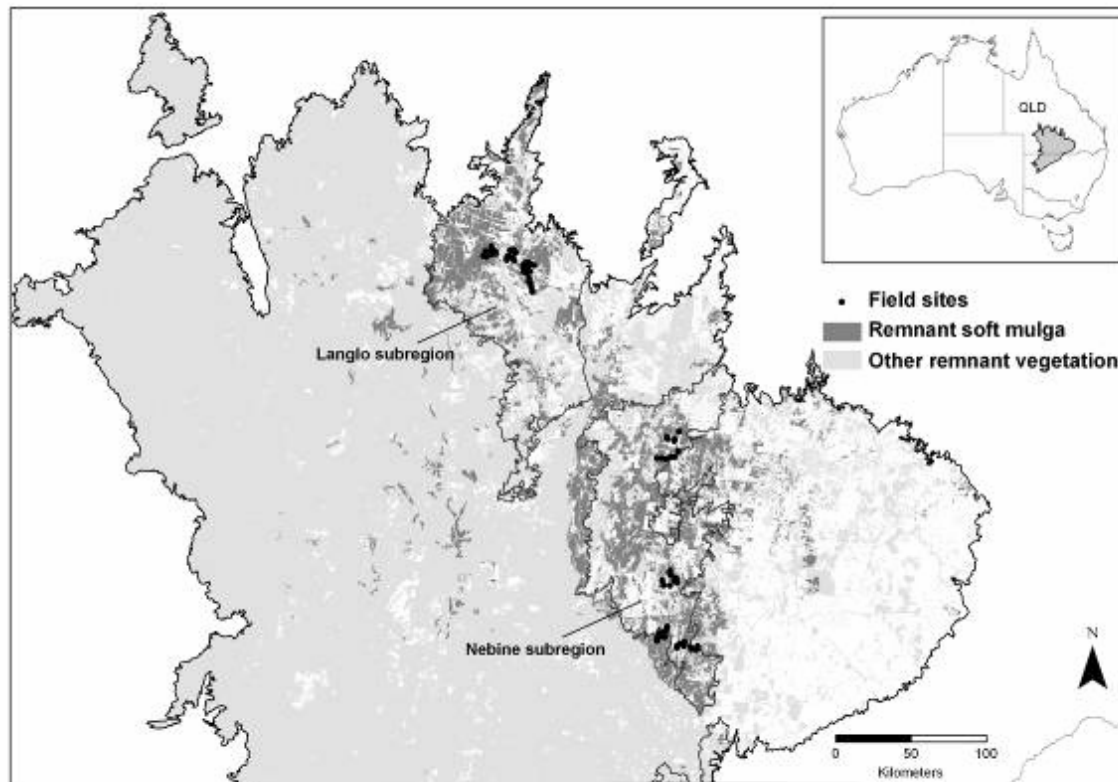 QLD
Field sites
Remnant soft mulga
Other remnant vegetation
Langlo subregion
Nebine subregion
N
0 50 100
Kilometers